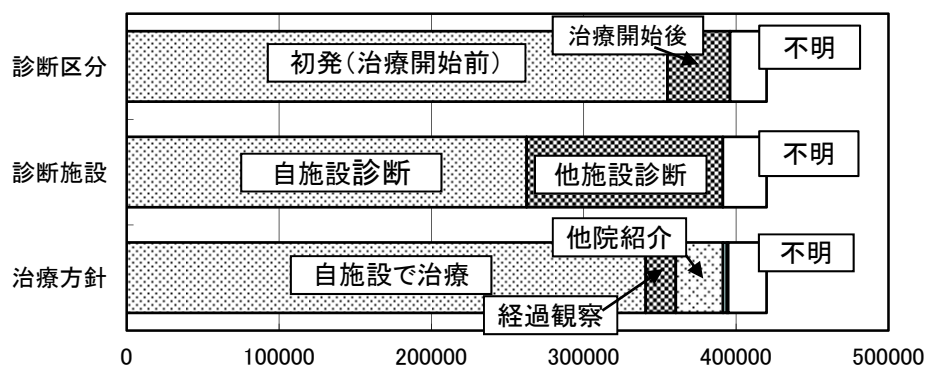 診断区分
初発(治療開始前)
治療開始後
不明
診断施設
自施設診断
他施設診断
不明
治療方針
自施設で治療
経過観察
他院紹介
不明
0 100000 200000 300000 400000 500000